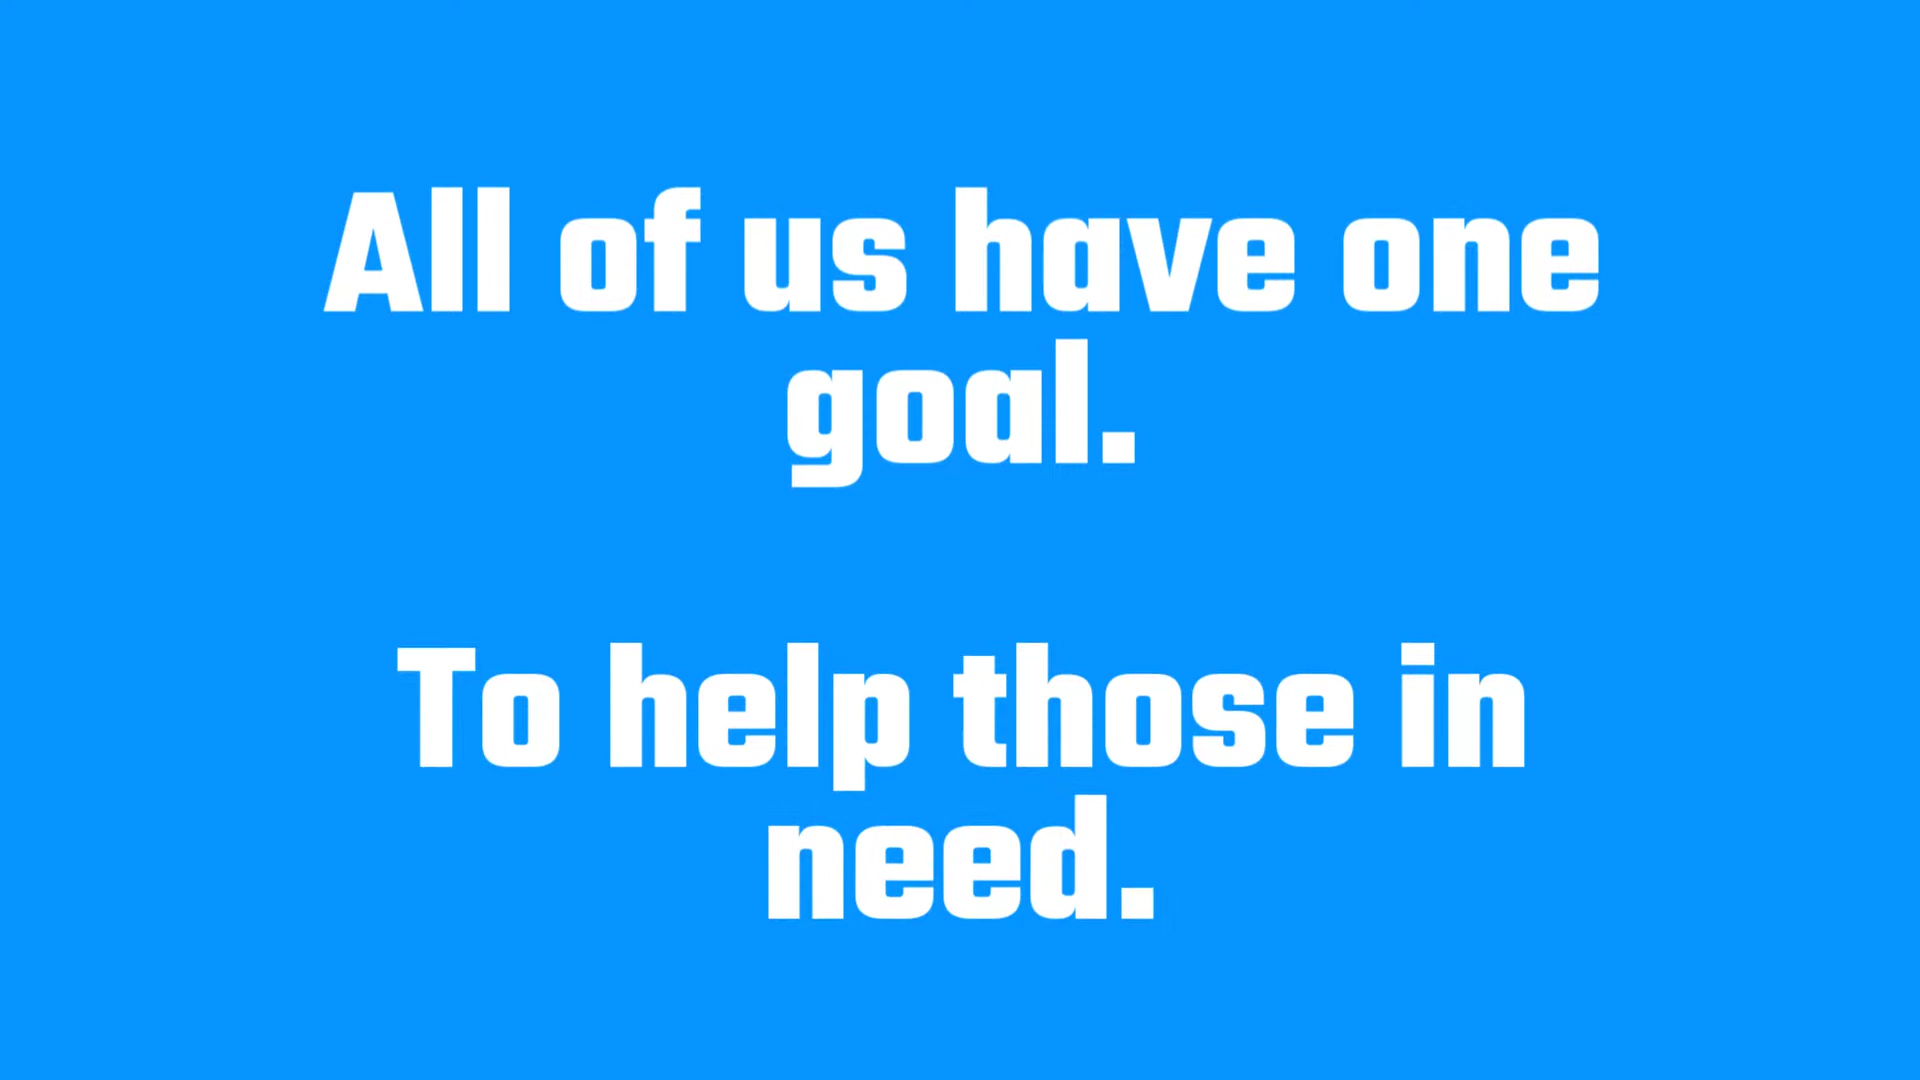 All of us have one
goal.
To help those in
need.